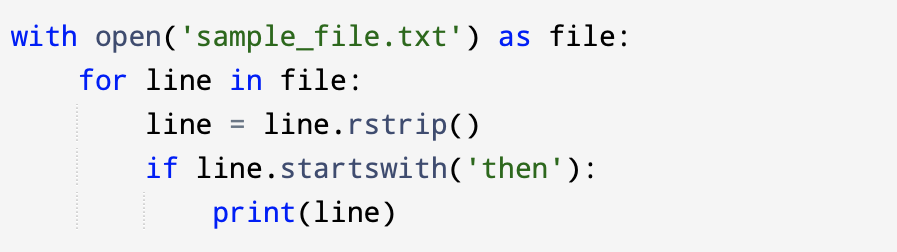 with open('sample_file.txt') as file:
    for line in file:
        line = line.rstrip()
        if line.startswith('then'):
            print(line)